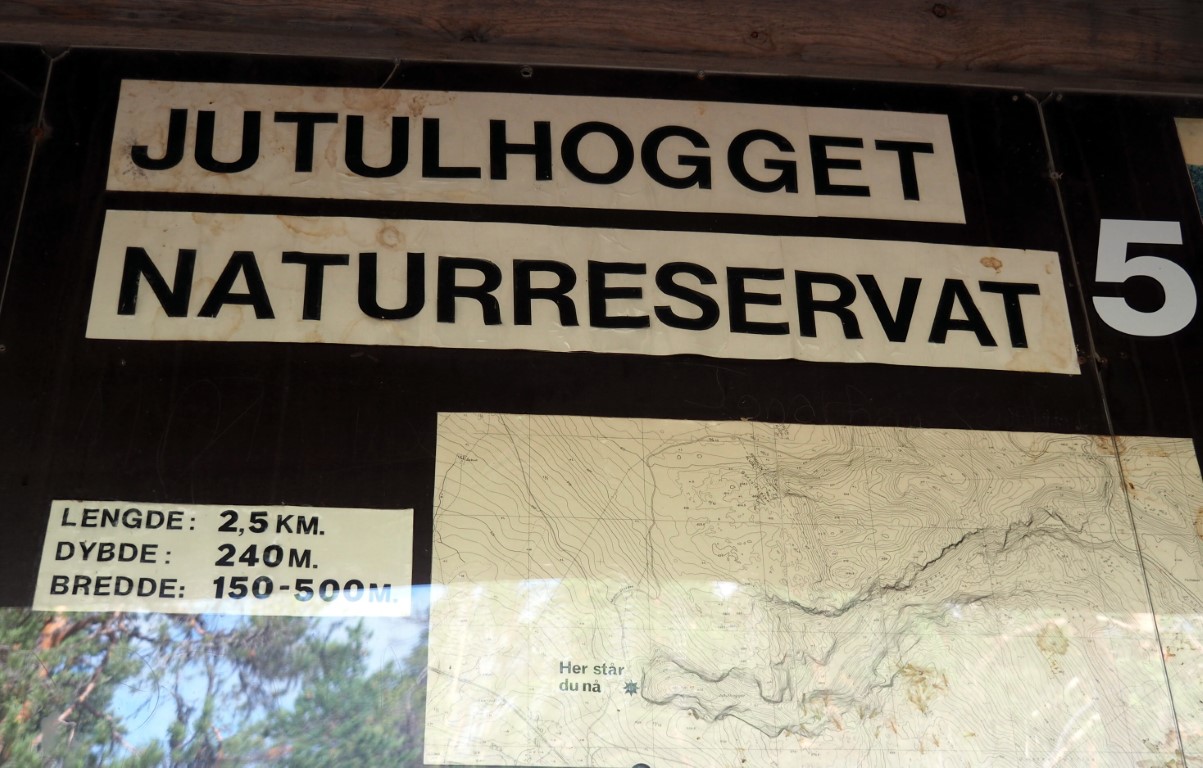 JUTULHOGGET
NATURRESERVAT
5
LENGDE: 2,5 KM.
DYBDE: 240 M.
BREDDE: 150-500 M.
Her står
du nå